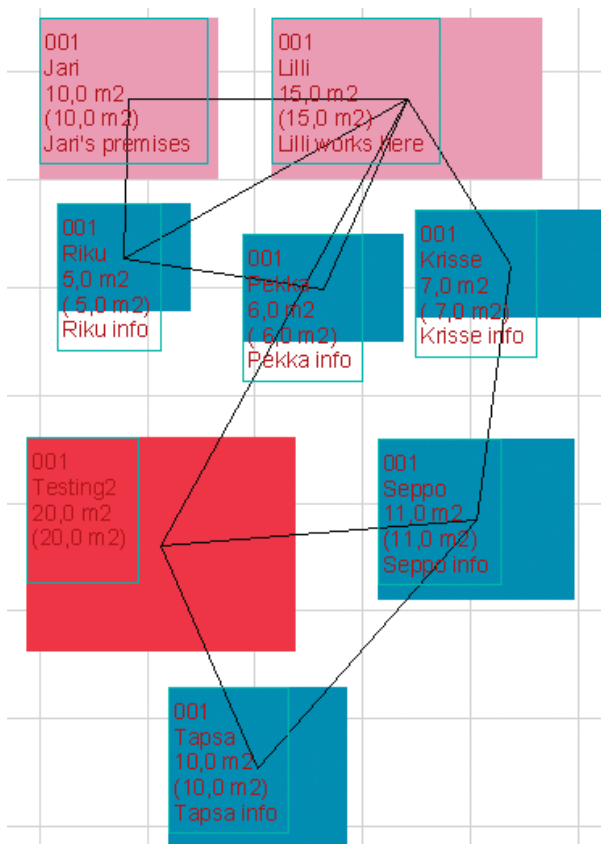 001
Jari
10,0 m2
(10,0 m2)
Jari's premises
001
Lilli
15,0 m2
(15,0 m2)
Lilli works here
001
Riku
5,0 m2
( 5,0 m2)
Riku info
001
Pekka
6,0 m2
( 6,0 m2)
Pekka info
001
Krisse
7,0 m2
( 7,0 m2)
Krisse info
001
Testing2
20,0 m2
(20,0 m2)
001
Seppo
11,0 m2
(11,0 m2)
Seppo info
001
Tapsa
10,0 m2
(10,0 m2)
Tapsa info